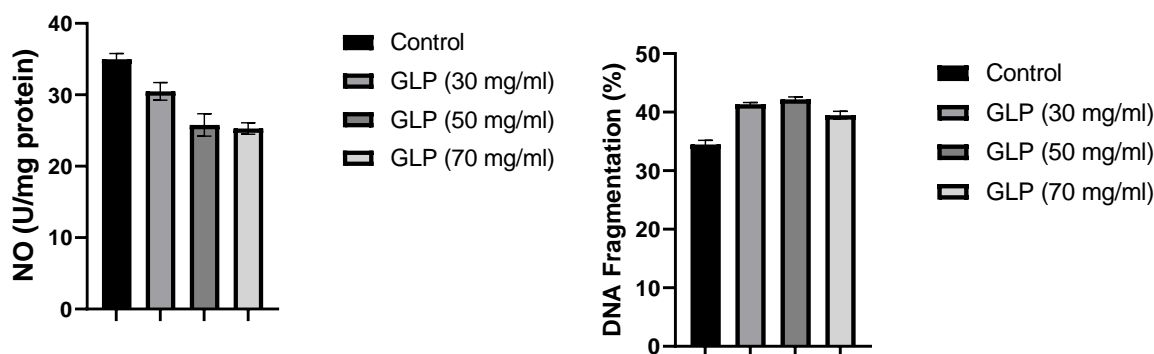 NO (U/mg protein)
40
30
20
10
0
Control
GLP (30 mg/ml)
GLP (50 mg/ml)
GLP (70 mg/ml)
DNA Fragmentation (%)
50
40
30
20
10
0
Control
GLP (30 mg/ml)
GLP (50 mg/ml)
GLP (70 mg/ml)